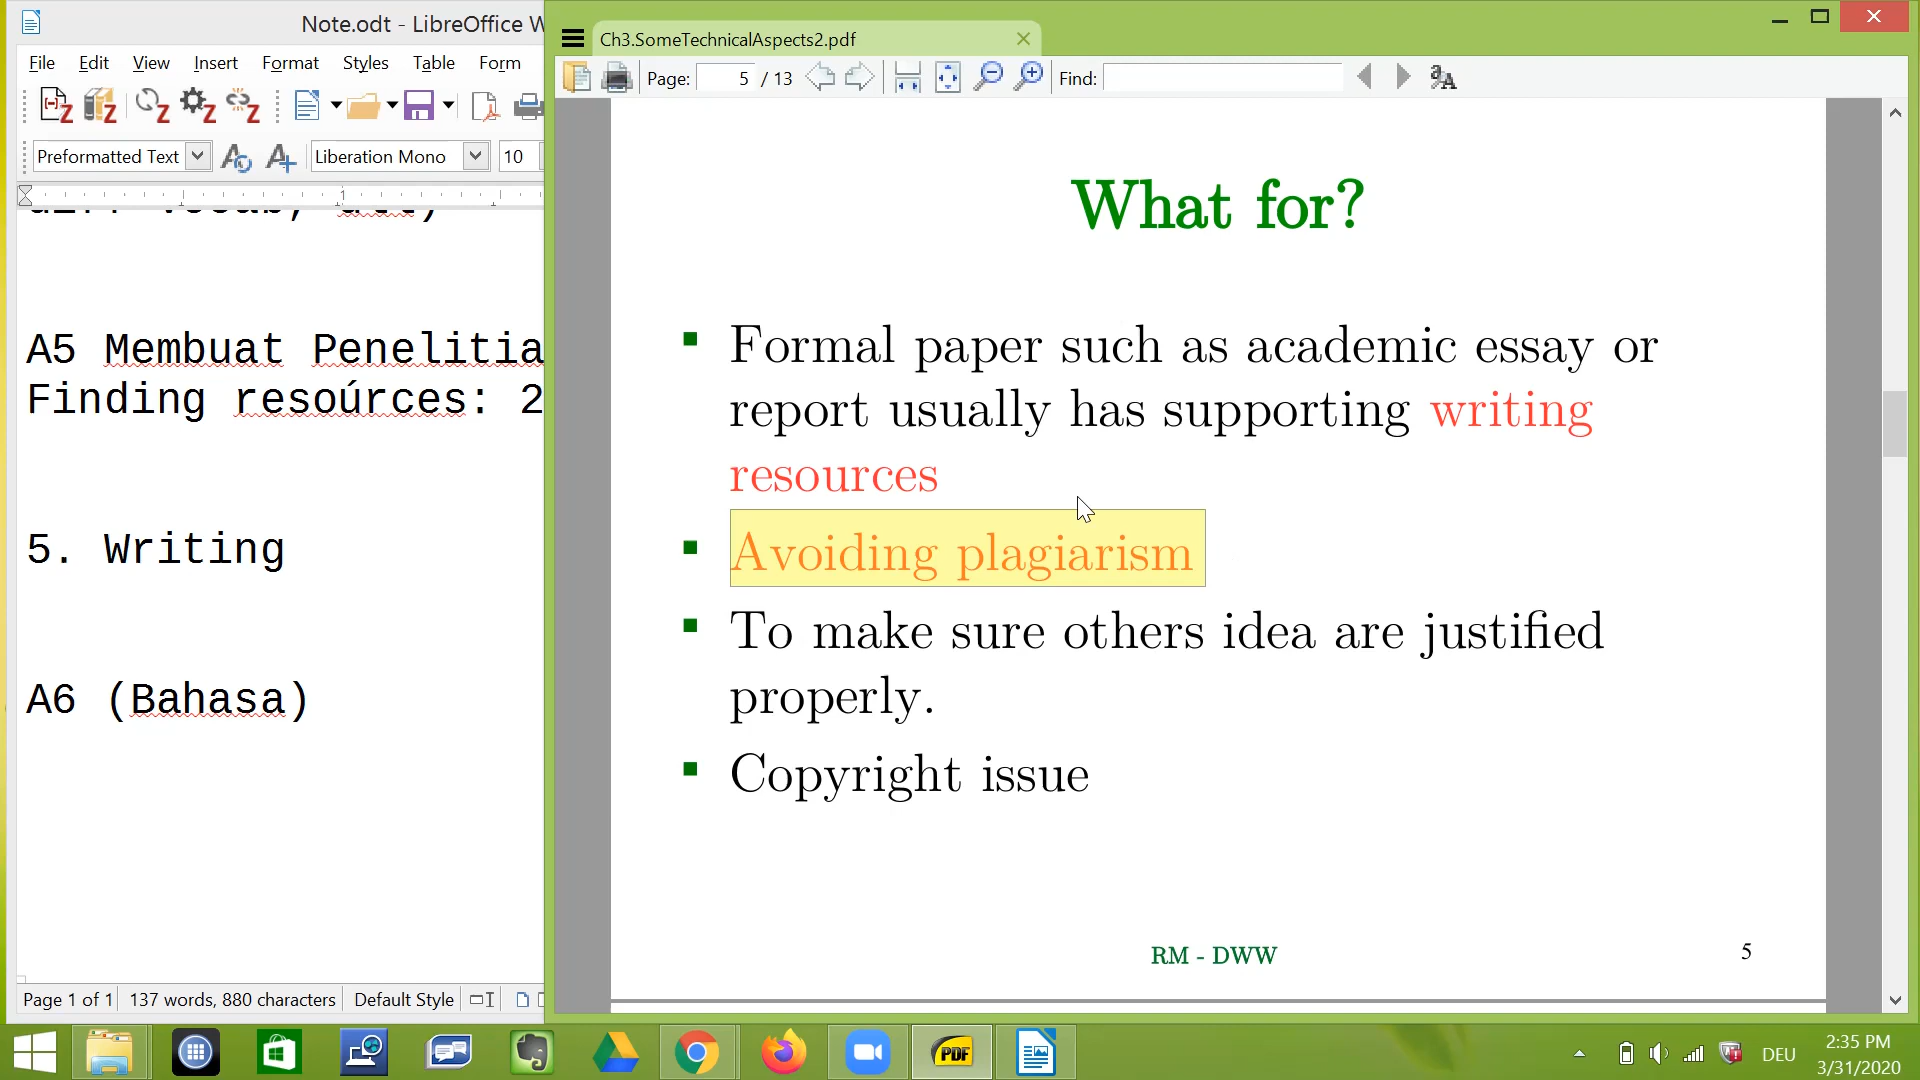 Note.odt - LibreOffice W
File Edit View Insert Format Styles Table Form
Preformatted Text Liberation Mono 10
1
A5 Membuat Penelitia
Finding resoúrces: 2
5. Writing
A6 (Bahasa)
Page 1 of 1 137 words, 880 characters Default Style
Ch3.SomeTechnicalAspects2.pdf
Page: 5 / 13 Find:
What for?
Formal paper such as academic essay or
report usually has supporting writing
resources
Avoiding plagiarism
To make sure others idea are justified
properly.
Copyright issue
RM - DWW
5
PDF
DEU
2:35 PM
3/31/2020